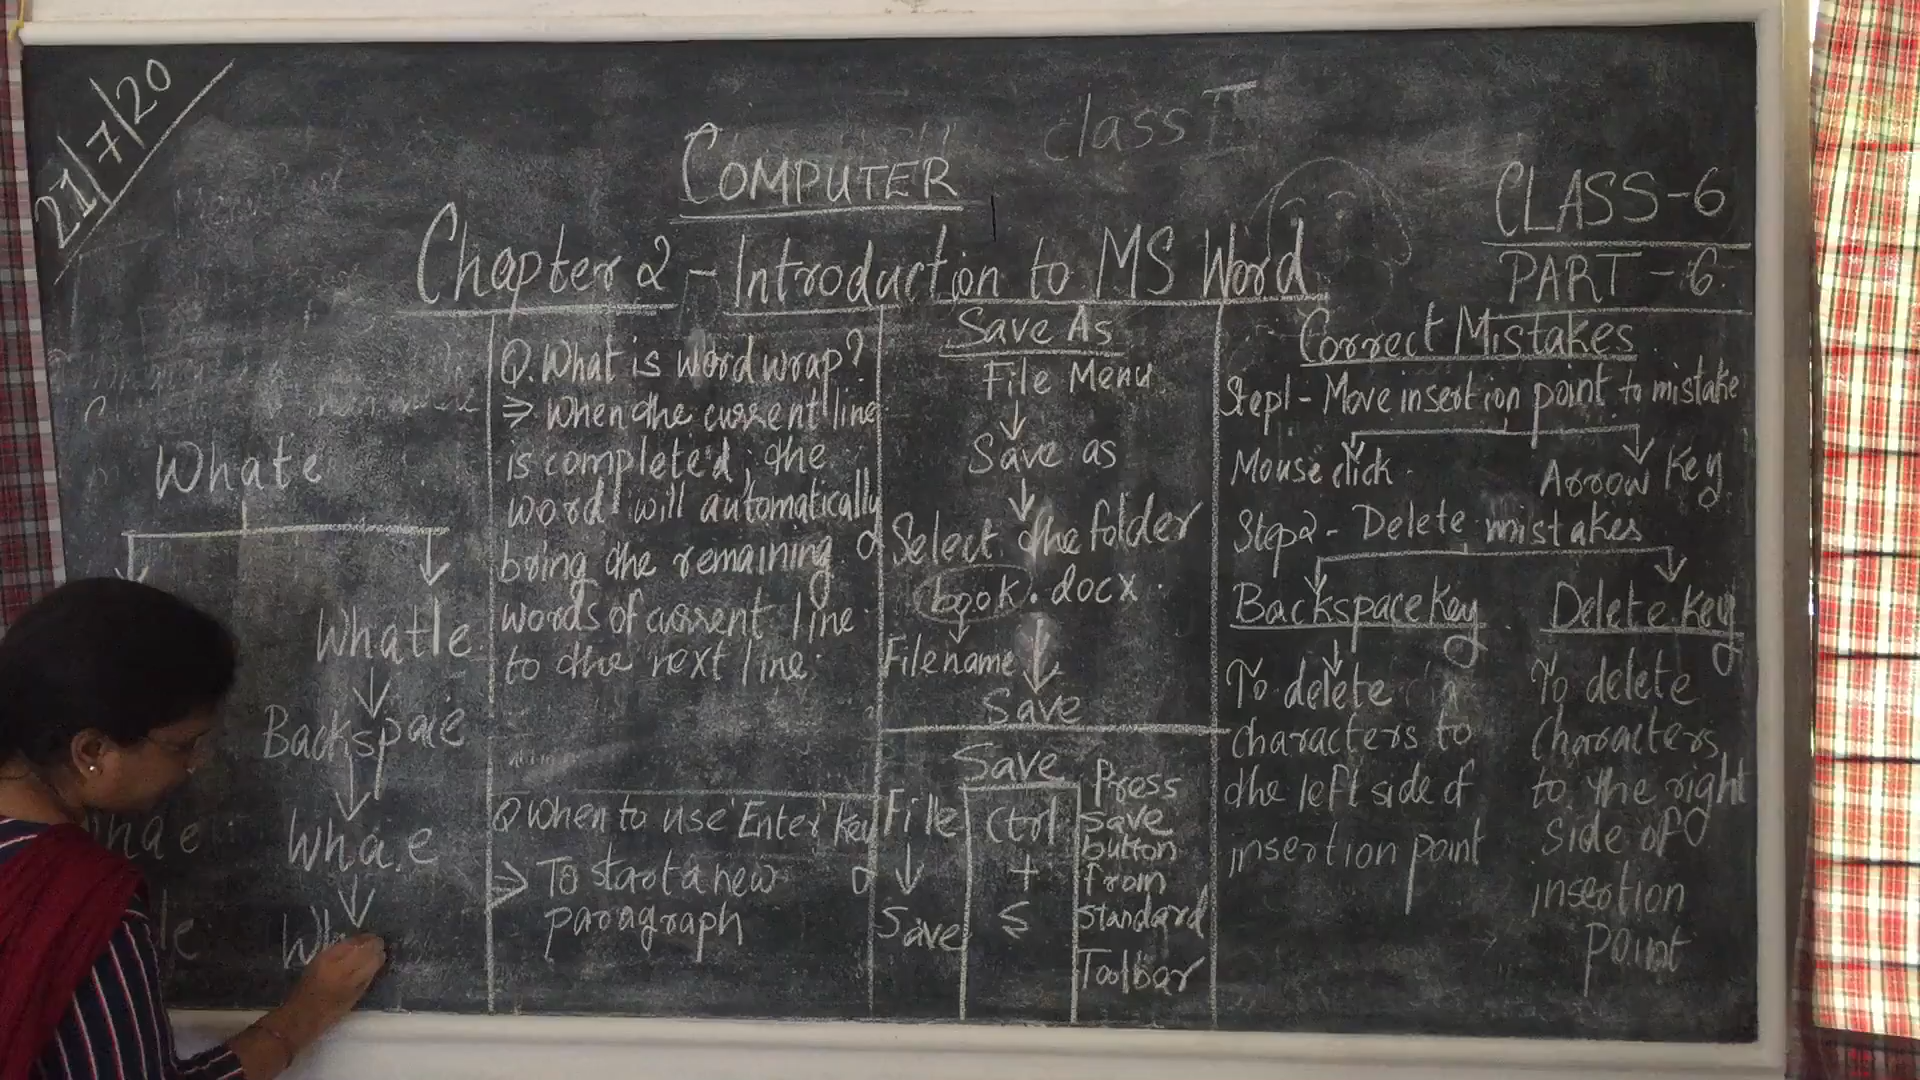 21/7/20
class II
COMPUTER
CLASS-6
PART-6
Chapter 2 - Introduction to MS Word
Whate
Whatle
Backspace
Wha.e
Q. What is word wrap?
⇒ When the current line
is completed, the
word will automatically
bring the remaining
words of current line
to the next line.
Q When to use 'Enter' key
⇒ To start a new
paragraph
Save As
File Menu
↓
Save as
↓
Select the folder
book.docx
Filename
Save
Save
File
↓
Save
Ctrl
+
S
Press
save
button
from
standard
Toolbar
Correct Mistakes
Step1 - Move insertion point to mistake
Mouse click
Arrow Key
Step2 - Delete mistakes
Backspace Key
To delete
characters to
the left side of
insertion point
Delete key
To delete
characters
to the right
side of
insertion
point